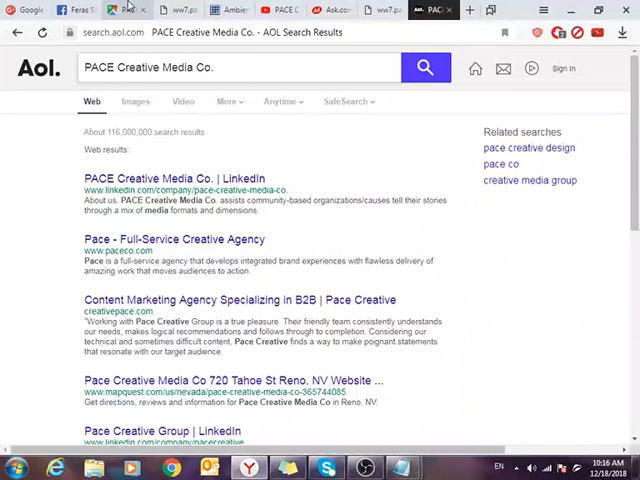 Google
Feras S
Pac
ww7.pa
Ambien
PACE C
Ask.com
ww7.pa
Aol.
PAC
search.aol.com PACE Creative Media Co. - AOL Search Results
Aol.
PACE Creative Media Co.
Sign In
Web
Images
Video
More
Anytime
SafeSearch
About 116,000,000 search results
Web results:
PACE Creative Media Co. | LinkedIn
www.linkedin.com/company/pace-creative-media-co.
About us. PACE Creative Media Co. assists community-based organizations/causes tell their stories
through a mix of media formats and dimensions.
Pace - Full-Service Creative Agency
www.paceco.com
Pace is a full-service agency that develops integrated brand experiences with flawless delivery of
amazing work that moves audiences to action.
Content Marketing Agency Specializing in B2B | Pace Creative
creativepace.com
"Working with Pace Creative Group is a true pleasure. Their friendly team consistently understands
our needs, makes logical recommendations and follows through to completion. Considering our
technical and sometimes difficult content, Pace Creative finds a way to make poignant statements
that resonate with our target audience.
Pace Creative Media Co 720 Tahoe St Reno, NV Website ...
www.mapquest.com/us/nevada/pace-creative-media-co-365744085
Get directions, reviews and information for Pace Creative Media Co in Reno, NV.
Pace Creative Group | LinkedIn
www.linkedin.com/company/pacecreative
Related searches
pace creative design
pace co
creative media group
EN
10:16 AM
12/18/2018